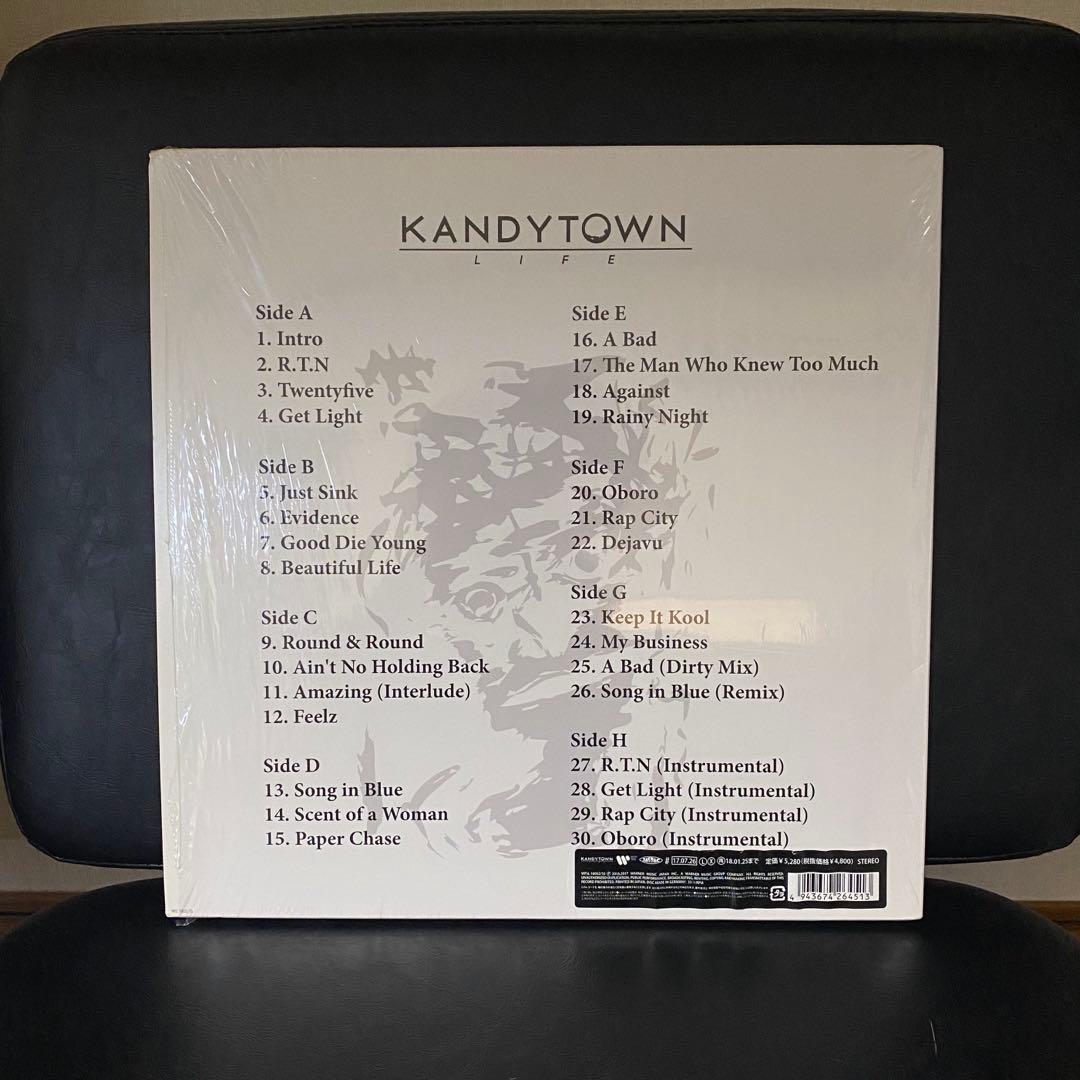 KANDYTOWN
LIFE
Side A
1. Intro
2. R.T.N
3. Twentyfive
4. Get Light
Side B
5. Just Sink
6. Evidence
7. Good Die Young
8. Beautiful Life
Side C
9. Round & Round
10. Ain't No Holding Back
11. Amazing (Interlude)
12. Feelz
Side D
13. Song in Blue
14. Scent of a Woman
15. Paper Chase
Side E
16. A Bad
17. The Man Who Knew Too Much
18. Against
19. Rainy Night
Side F
20. Oboro
21. Rap City
22. Dejavu
Side G
23. Keep It Kool
24. My Business
25. A Bad (Dirty Mix)
26. Song in Blue (Remix)
Side H
27. R.T.N (Instrumental)
28. Get Light (Instrumental)
29. Rap City (Instrumental)
30. Oboro (Instrumental)
KANDYTOWN # 17.07.26 L X 18.01.25まで 定価¥5,280(税抜価格¥4,800) STEREO
4 943674 264513